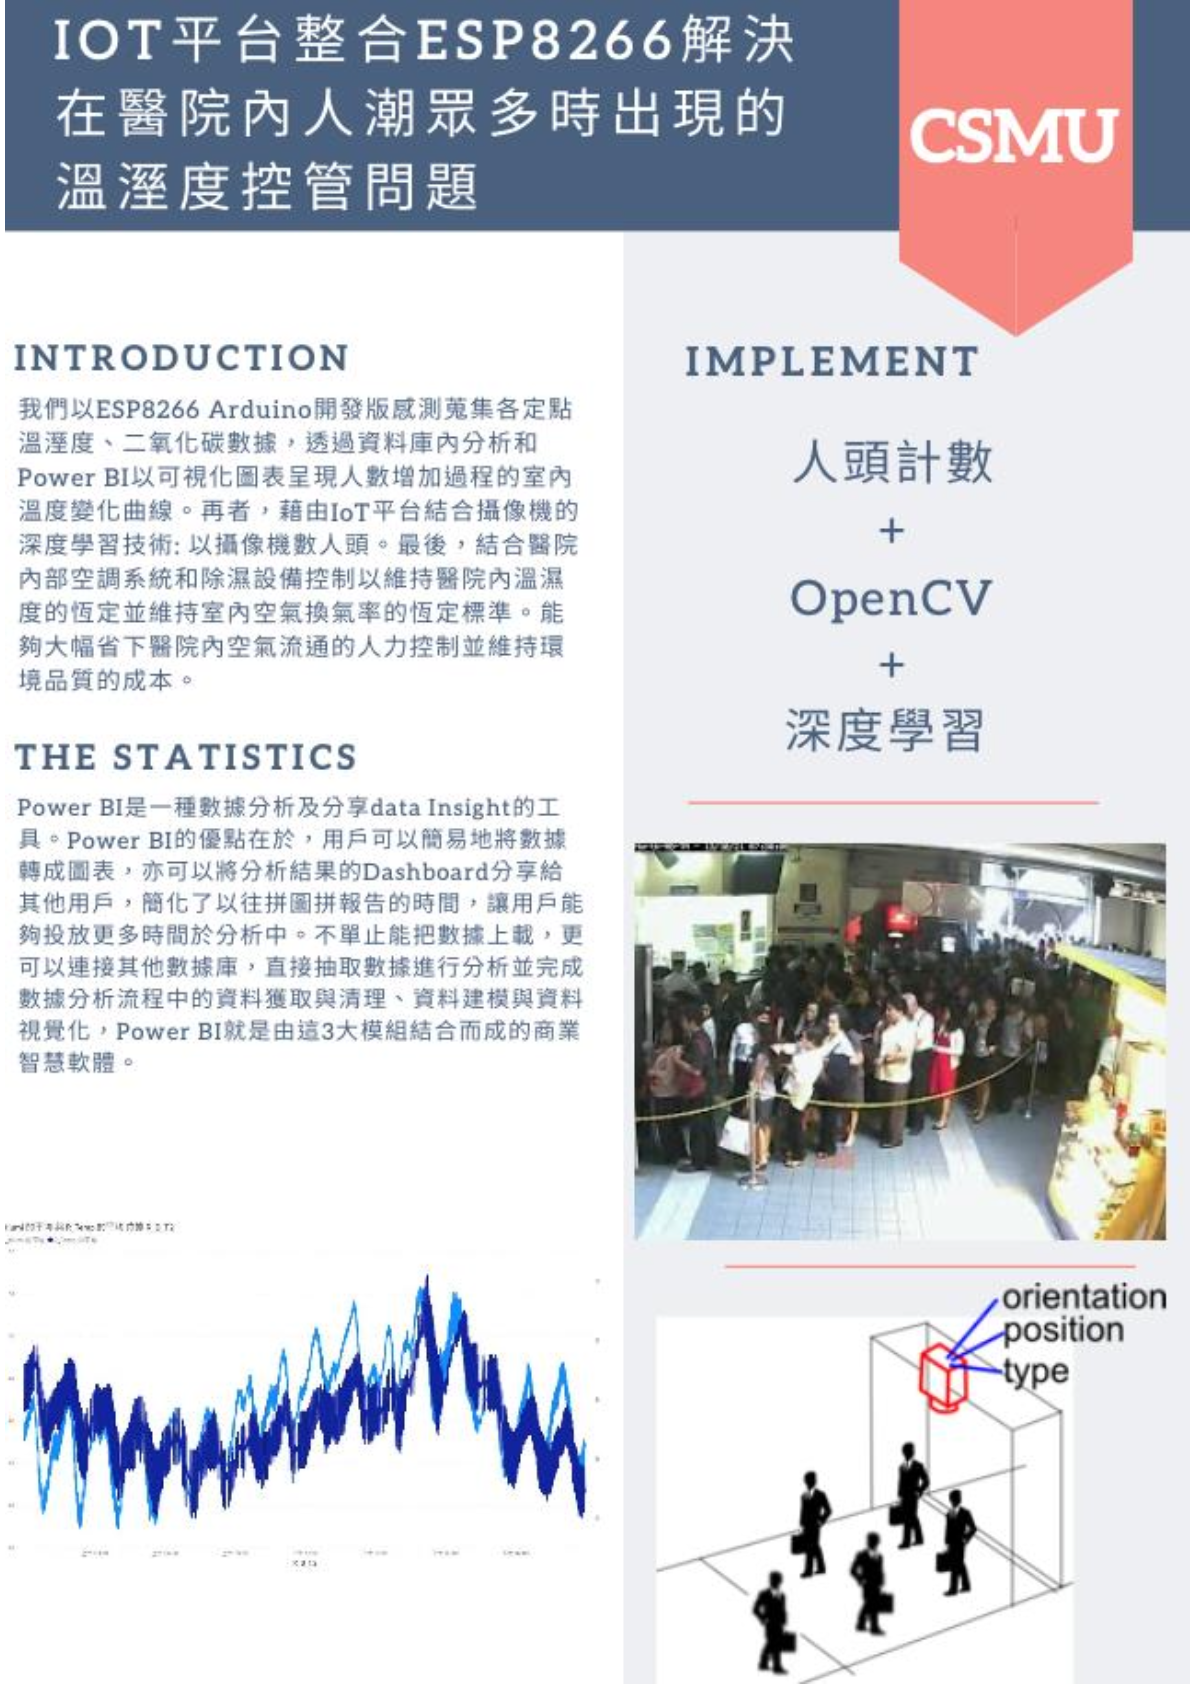 IOT平台整合ESP8266解決
在醫院內人潮眾多時出現的
溫溼度控管問題
CSMU
INTRODUCTION
我們以ESP8266 Arduino開發版感測蒐集各定點
溫溼度、二氧化碳數據，透過資料庫內分析和
Power BI以可視化圖表呈現人數增加過程的室內
溫度變化曲線。再者，藉由IoT平台結合攝像機的
深度學習技術: 以攝像機數人頭。最後，結合醫院
內部空調系統和除濕設備控制以維持醫院內溫濕
度的恆定並維持室內空氣換氣率的恆定標準。能
夠大幅省下醫院內空氣流通的人力控制並維持環
境品質的成本。
THE STATISTICS
Power BI是一種數據分析及分享data Insight的工
具。Power BI的優點在於，用戶可以簡易地將數據
轉成圖表，亦可以將分析結果的Dashboard分享給
其他用戶，簡化了以往拼圖拼報告的時間，讓用戶能
夠投放更多時間於分析中。不單止能把數據上載，更
可以連接其他數據庫，直接抽取數據進行分析並完成
數據分析流程中的資料獲取與清理、資料建模與資料
視覺化，Power BI就是由這3大模組結合而成的商業
智慧軟體。
IMPLEMENT
人頭計數
+
OpenCV
+
深度學習
orientation
position
type